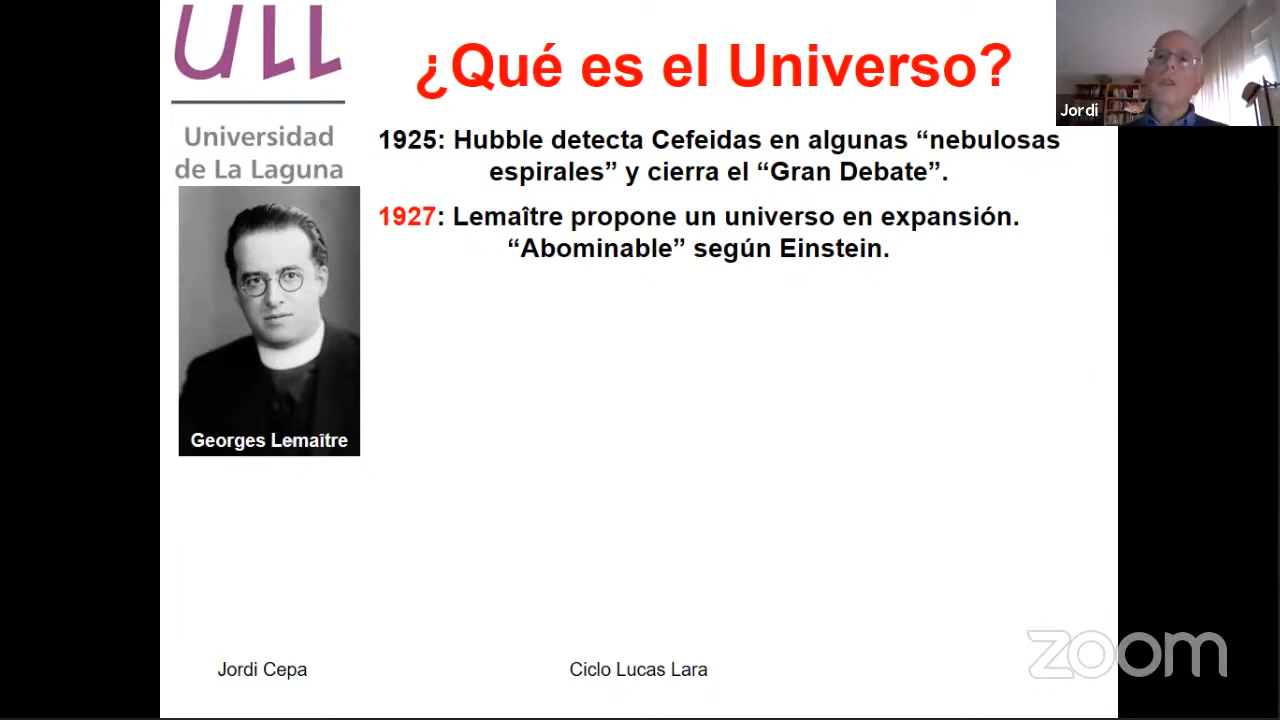 ULL
Universidad
de La Laguna
¿Qué es el Universo?
Jordi
1925: Hubble detecta Cefeidas en algunas “nebulosas
espirales” y cierra el “Gran Debate”.
1927: Lemaître propone un universo en expansión.
“Abominable” según Einstein.
Georges Lemaître
Jordi Cepa
Ciclo Lucas Lara
zoom